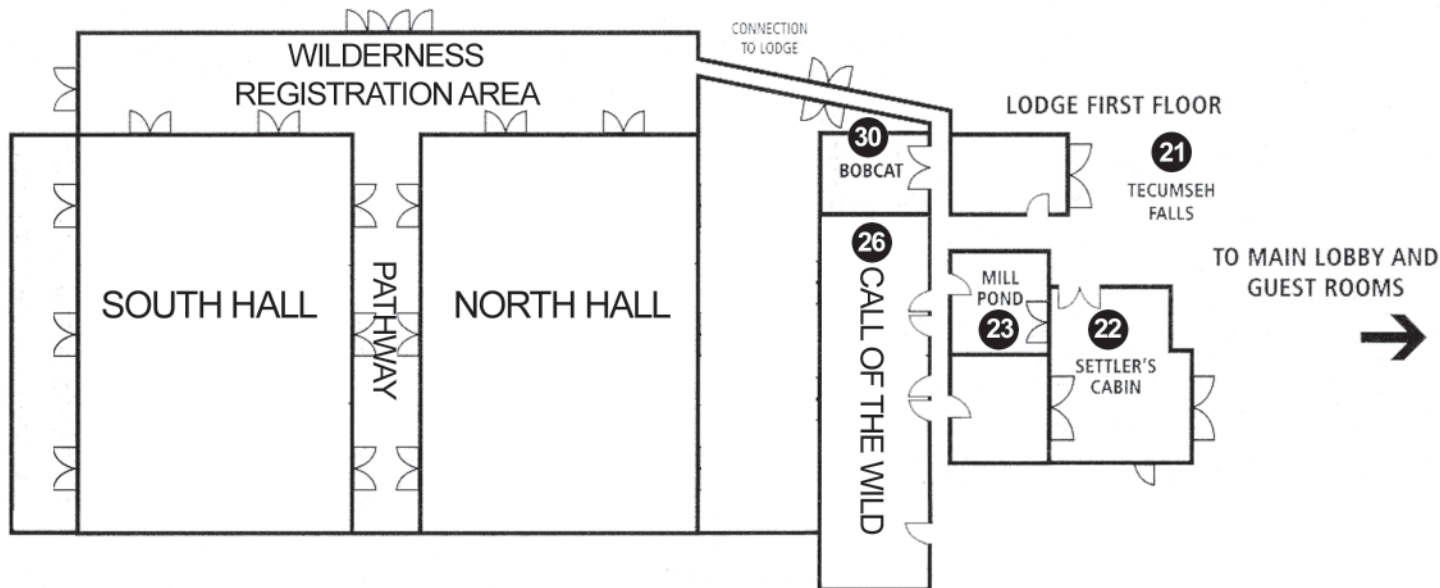 CONNECTION
TO LODGE
WILDERNESS
REGISTRATION AREA
LODGE FIRST FLOOR
30
BOBCAT
21
TECUMSEH
FALLS
26
CALL OF THE WILD
TO MAIN LOBBY AND
GUEST ROOMS
SOUTH HALL
PATHWAY
NORTH HALL
MILL
POND
23
22
SETTLER'S
CABIN